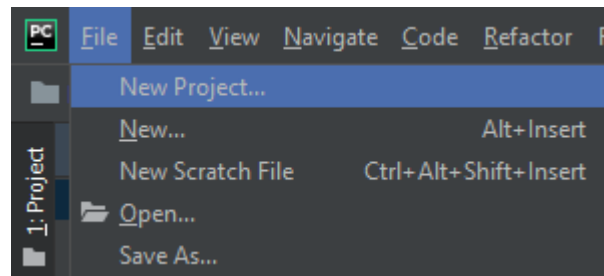 PC File Edit View Navigate Code Refactor
New Project...
New... Alt+Insert
New Scratch File Ctrl+Alt+Shift+Insert
Open...
Save As...
1: Project